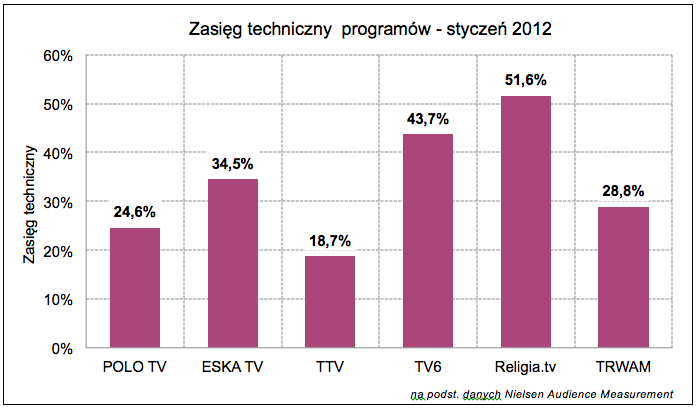 Zasięg techniczny  programów - styczeń 2012
Zasięg techniczny
60%
50%
40%
30%
20%
10%
0%
24,6%
34,5%
18,7%
43,7%
51,6%
28,8%
POLO TV
ESKA TV
TTV
TV6
Religia.tv
TRWAM
na podst. danych Nielsen Audience Measurement